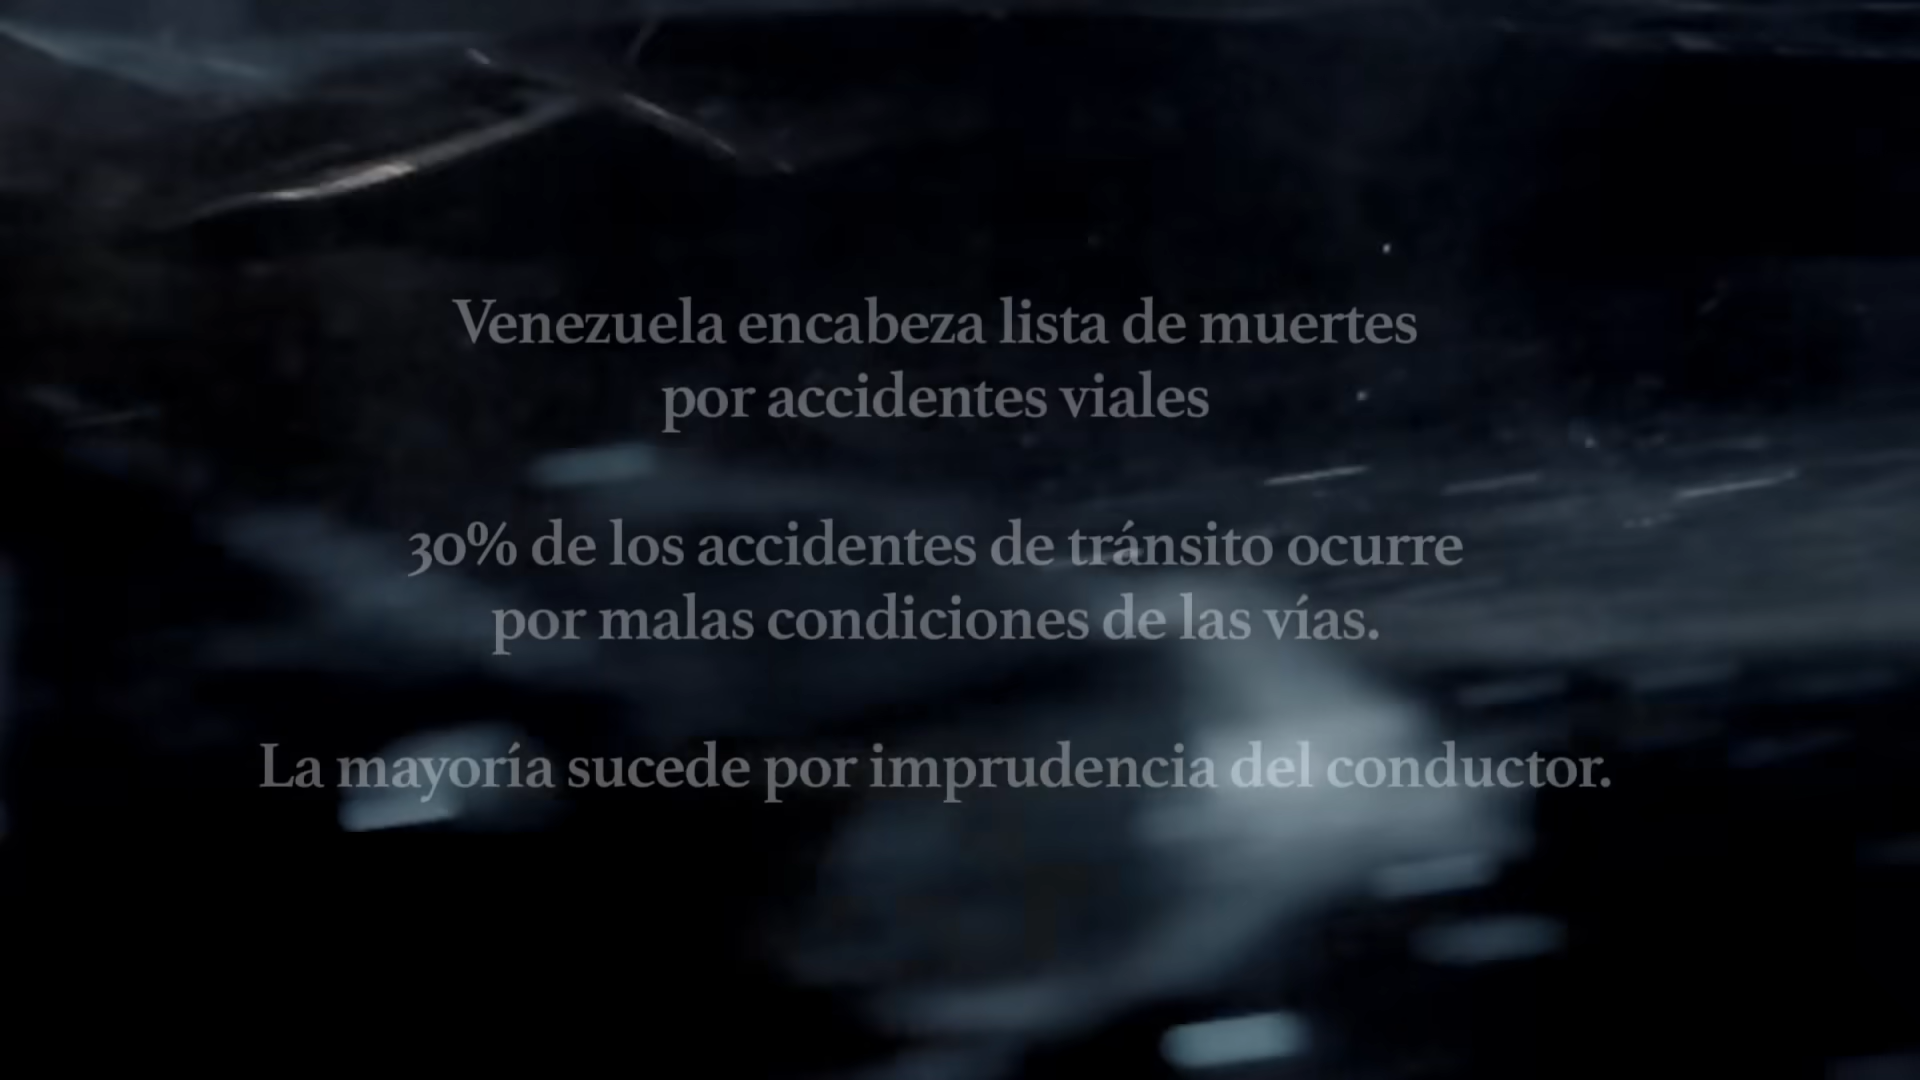 Venezuela encabeza lista de muertes
por accidentes viales
30% de los accidentes de tránsito ocurre
por malas condiciones de las vías.
La mayoría sucede por imprudencia del conductor.